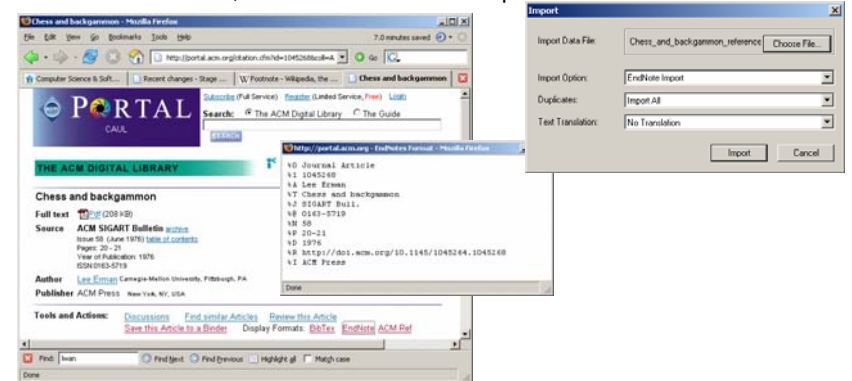 Chess and backgammon - Mozilla Firefox
File Edit View Go Bookmarks Tools Help
7.0 minutes saved
http://portal.acm.org/citation.cfm?id=1045268&coll=A
Go
Computer Science & Soft...
Recent changes - Stage ...
Footnote - Wikipedia, the ...
Chess and backgammon
PORTAL
CAUL
Subscribe (Full Service) Register (Limited Service, Free) Login
Search: The ACM Digital Library The Guide
SEARCH
THE ACM DIGITAL LIBRARY
Chess and backgammon
Full text Pdf (208 KB)
Source ACM SIGART Bulletin archive
Issue 58 (June 1976) table of contents
Pages: 20 - 21
Year of Publication: 1976
ISSN:0163-5719
Author Lee Erman Carnegie-Mellon University, Pittsburgh, PA
Publisher ACM Press New York, NY, USA
Tools and Actions: Discussions Find similar Articles Review this Article
Save this Article to a Binder Display Formats: BibTex EndNote ACM Ref
Find: Iwan Find Next Find Previous Highlight all Match case
Done
http://portal.acm.org - EndNotes Format - Mozilla Firefox
%0 Journal Article
%1 1045268
%A Lee Erman
%T Chess and backgammon
%J SIGART Bull.
%@ 0163-5719
%N 58
%P 20-21
%D 1976
%R http://doi.acm.org/10.1145/1045264.1045268
%I ACM Press
Done
Import
Import Data File: Chess_and_backgammon_reference Choose File...
Import Option: EndNote Import
Duplicates: Import All
Text Translation: No Translation
Import Cancel